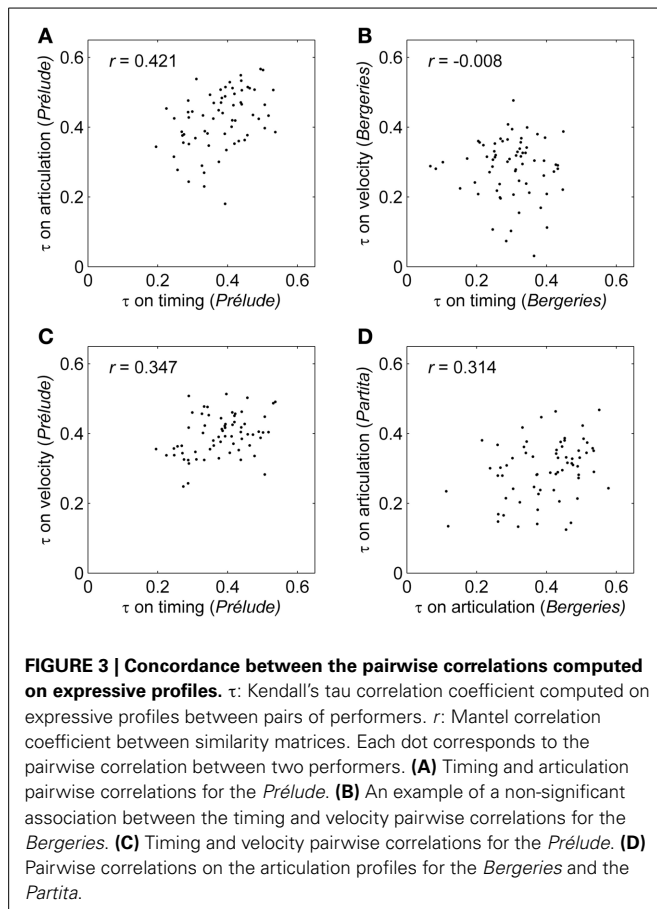 A
0.6
0.4
0.2
0
r = 0.421
τ on articulation (Prélude)
0 0.2 0.4 0.6
τ on timing (Prélude)
B
0.6
0.4
0.2
0
r = -0.008
τ on velocity (Bergeries)
0 0.2 0.4 0.6
τ on timing (Bergeries)
C
0.6
0.4
0.2
0
r = 0.347
τ on velocity (Prélude)
0 0.2 0.4 0.6
τ on timing (Prélude)
D
0.6
0.4
0.2
0
r = 0.314
τ on articulation (Partita)
0 0.2 0.4 0.6
τ on articulation (Bergeries)
FIGURE 3 | Concordance between the pairwise correlations computed
on expressive profiles. τ: Kendall's tau correlation coefficient computed on
expressive profiles between pairs of performers. r: Mantel correlation
coefficient between similarity matrices. Each dot corresponds to the
pairwise correlation between two performers. (A) Timing and articulation
pairwise correlations for the Prélude. (B) An example of a non-significant
association between the timing and velocity pairwise correlations for the
Bergeries. (C) Timing and velocity pairwise correlations for the Prélude. (D)
Pairwise correlations on the articulation profiles for the Bergeries and the
Partita.